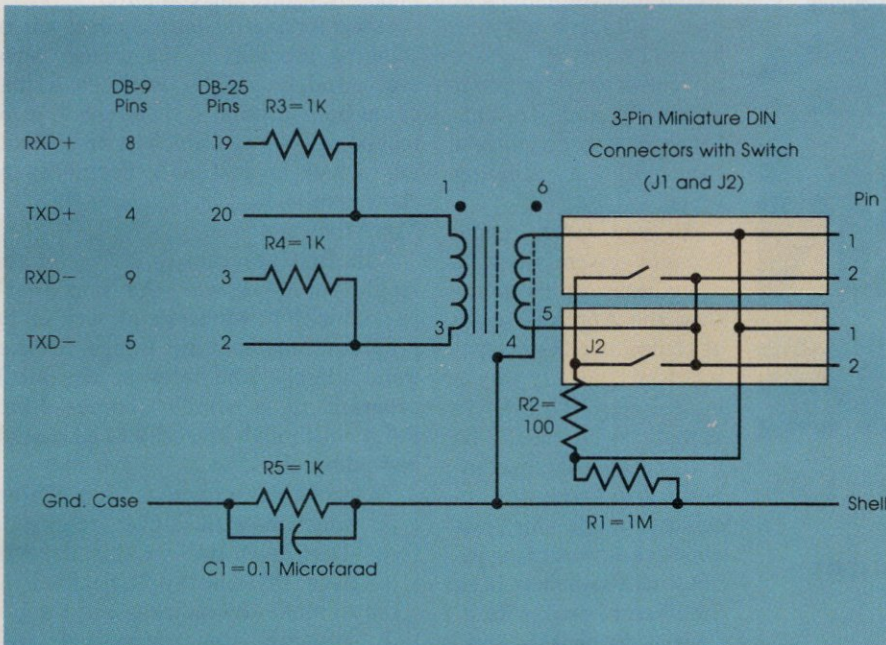 DB-9 Pins
DB-25 Pins
R3=1K
RXD+ 8 19
TXD+ 4 20
R4=1K
RXD− 9 3
TXD− 5 2
1
6
3
4
5
3-Pin Miniature DIN
Connectors with Switch
(J1 and J2)
Pin
1
2
J2
1
2
R2=
100
R5=1K
Gnd. Case
C1=0.1 Microfarad
R1=1M
Shell